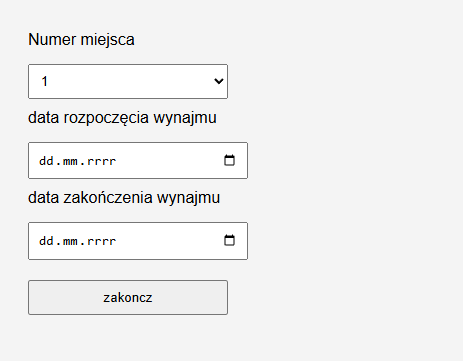 Numer miejsca
1
data rozpoczęcia wynajmu
dd.mm.rrrr
data zakończenia wynajmu
dd.mm.rrrr
zakoncz